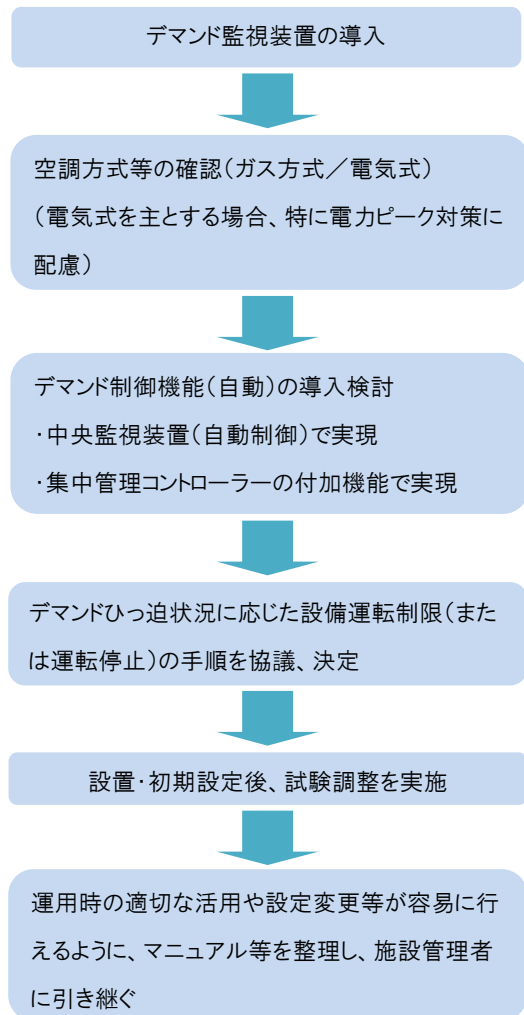 デマンド監視装置の導入
空調方式等の確認（ガス方式／電気式）
（電気式を主とする場合、特に電力ピーク対策に
配慮）
デマンド制御機能（自動）の導入検討
・中央監視装置（自動制御）で実現
・集中管理コントローラーの付加機能で実現
デマンドひっ迫状況に応じた設備運転制限（また
は運転停止）の手順を協議、決定
設置・初期設定後、試験調整を実施
運用時の適切な活用や設定変更等が容易に行
えるように、マニュアル等を整理し、施設管理者
に引き継ぐ